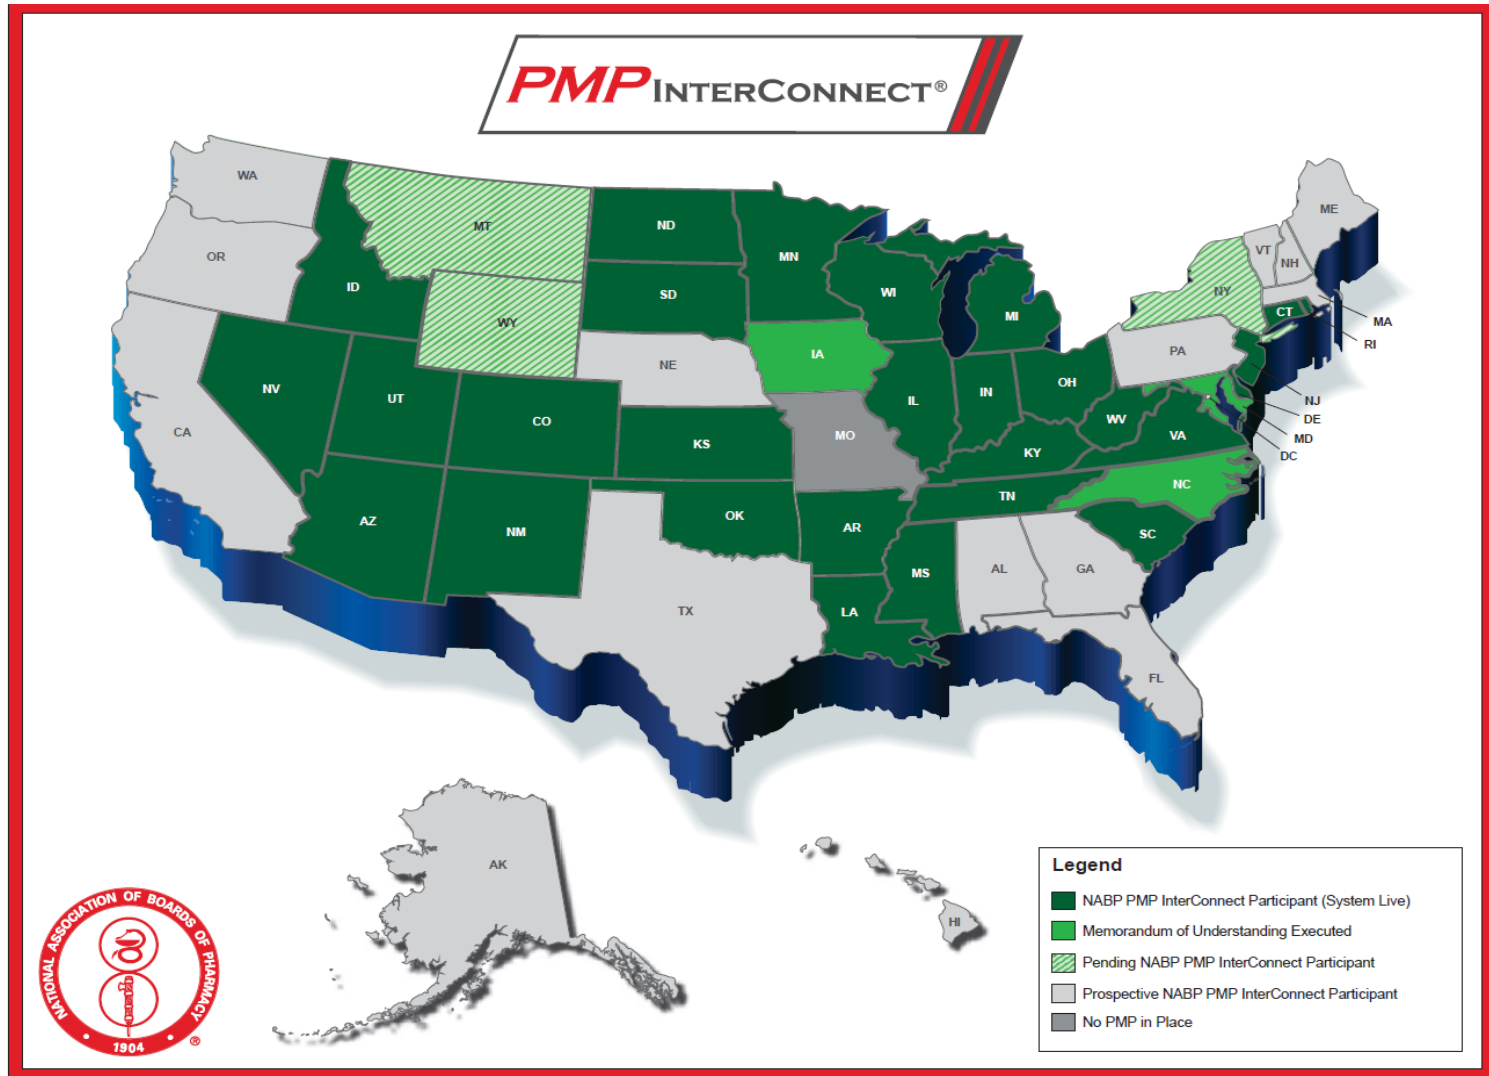 PMP INTERCONNECT®
WA
MT
ND
MN
ME
VT
NH
OR
ID
SD
WI
NY
WY
MI
CT
MA
RI
IA
PA
NE
NV
UT
CO
IL
IN
OH
NJ
DE
MD
DC
CA
KS
MO
WV
VA
KY
NC
TN
AZ
NM
OK
AR
SC
MS
AL
GA
TX
LA
FL
AK
HI
Legend
NABP PMP InterConnect Participant (System Live)
Memorandum of Understanding Executed
Pending NABP PMP InterConnect Participant
Prospective NABP PMP InterConnect Participant
No PMP in Place
NATIONAL ASSOCIATION OF BOARDS OF PHARMACY
1904
®